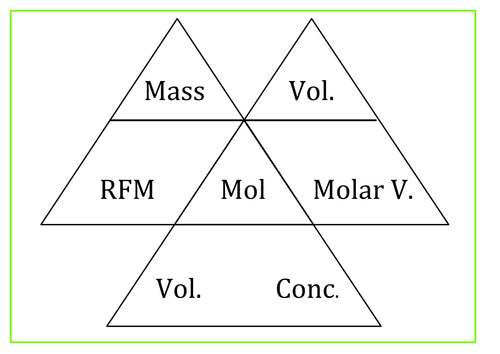 Mass Vol.
RFM Mol Molar V.
Vol. Conc.